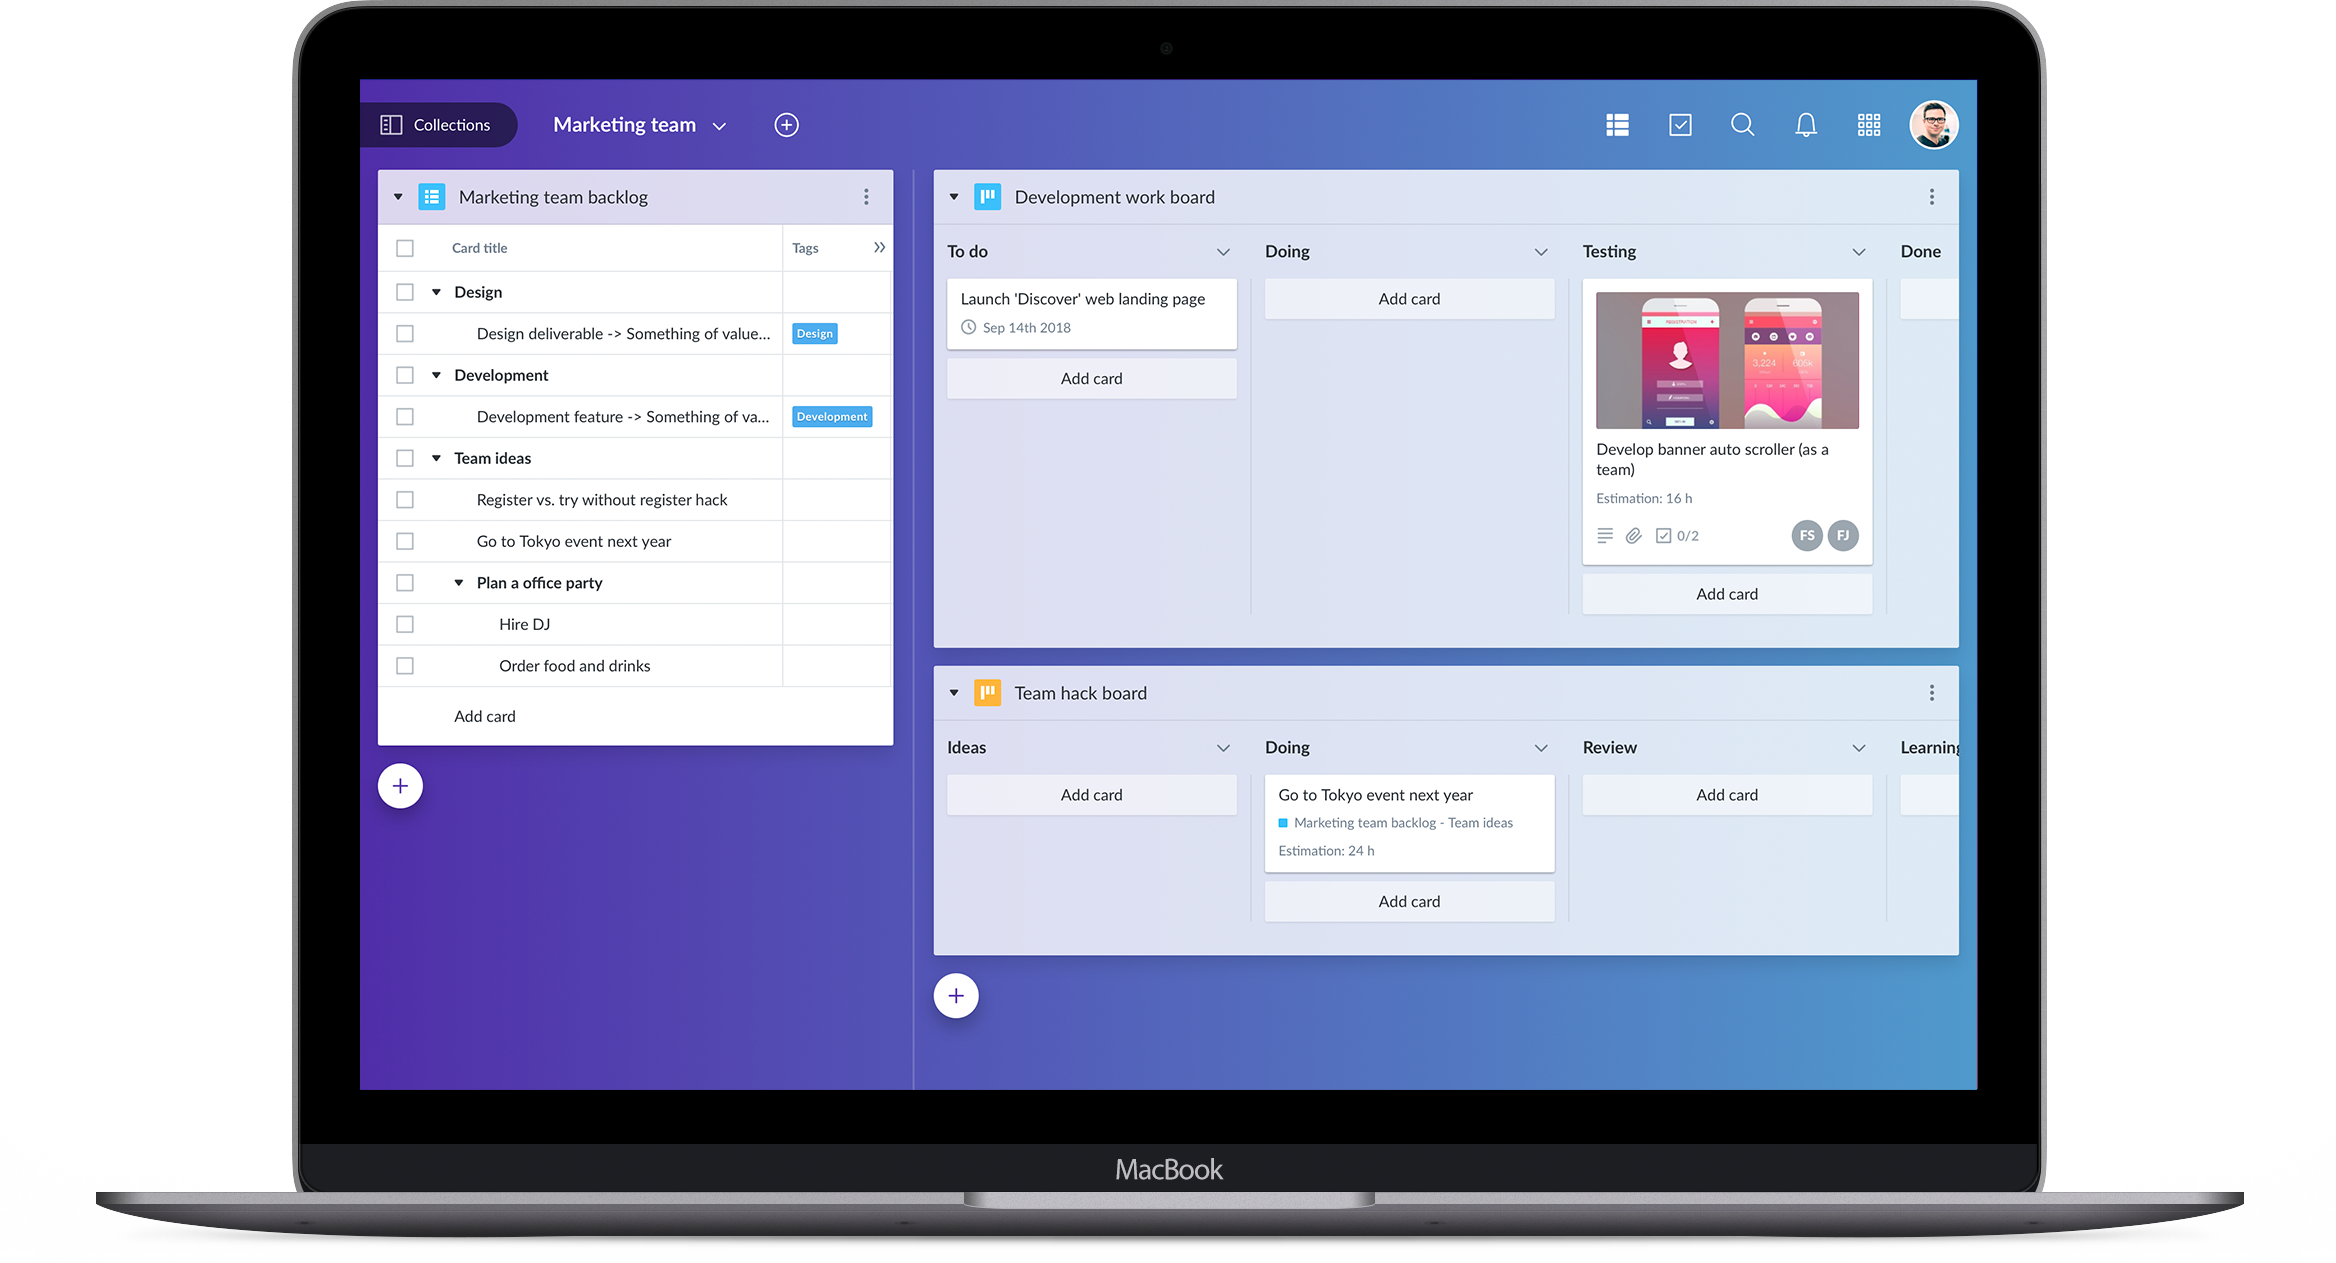 Collections
Marketing team
Marketing team backlog
Card title
Tags
Design
Design deliverable -> Something of value...
Design
Development
Development feature -> Something of va...
Development
Team ideas
Register vs. try without register hack
Go to Tokyo event next year
Plan a office party
Hire DJ
Order food and drinks
Add card
Development work board
To do
Doing
Testing
Done
Launch 'Discover' web landing page
Sep 14th 2018
Add card
Add card
REGISTRATION
3,224
605k
Develop banner auto scroller (as a
team)
Estimation: 16 h
0/2
FS
FJ
Add card
Team hack board
Ideas
Doing
Review
Learning
Add card
Go to Tokyo event next year
Marketing team backlog - Team ideas
Estimation: 24 h
Add card
Add card
MacBook